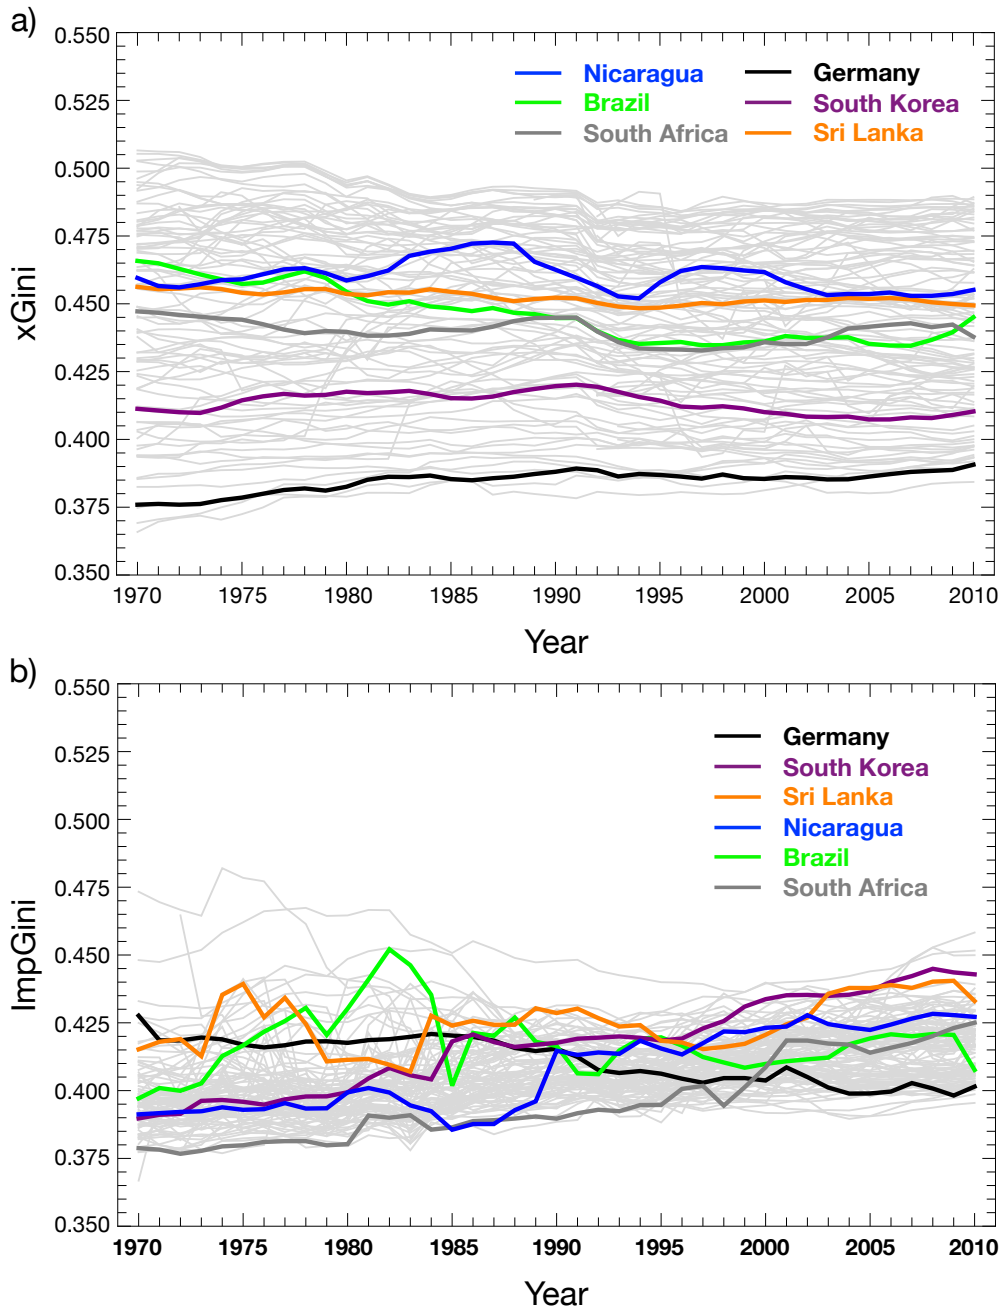 a)
0.550
0.525
0.500
0.475
0.450
0.425
0.400
0.375
0.350
xGini
Nicaragua Germany
Brazil South Korea
South Africa Sri Lanka
1970 1975 1980 1985 1990 1995 2000 2005 2010
Year
b)
0.550
0.525
0.500
0.475
0.450
0.425
0.400
0.375
0.350
ImpGini
Germany
South Korea
Sri Lanka
Nicaragua
Brazil
South Africa
1970 1975 1980 1985 1990 1995 2000 2005 2010
Year